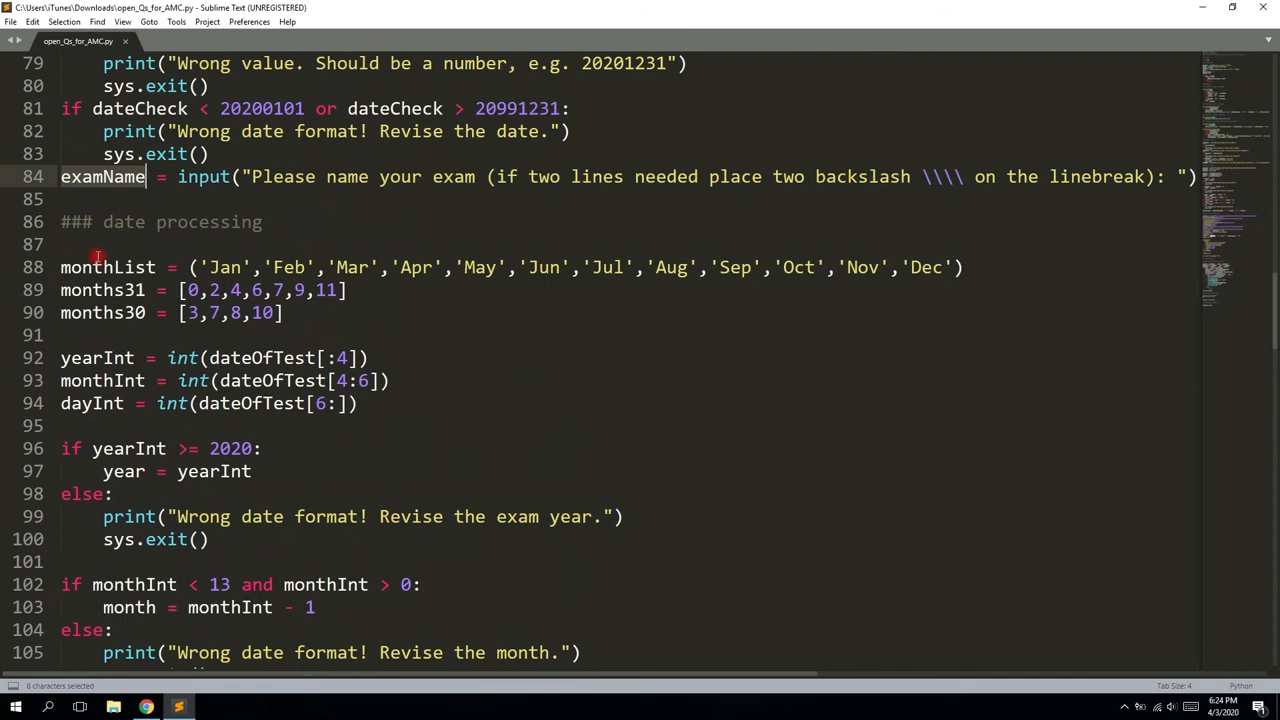 C:\Users\iTunes\Downloads\open_Qs_for_AMC.py - Sublime Text (UNREGISTERED)
File Edit Selection Find View Goto Tools Project Preferences Help
open_Qs_for_AMC.py
79 print("Wrong value. Should be a number, e.g. 20201231")
80 sys.exit()
81 if dateCheck < 20200101 or dateCheck > 20991231:
82 print("Wrong date format! Revise the date.")
83 sys.exit()
84 examName = input("Please name your exam (if two lines needed place two backslash \\\\ on the linebreak): ")
85
86 ### date processing
87
88 monthList = ('Jan','Feb','Mar','Apr','May','Jun','Jul','Aug','Sep','Oct','Nov','Dec')
89 months31 = [0,2,4,6,7,9,11]
90 months30 = [3,7,8,10]
91
92 yearInt = int(dateOfTest[:4])
93 monthInt = int(dateOfTest[4:6])
94 dayInt = int(dateOfTest[6:])
95
96 if yearInt >= 2020:
97 year = yearInt
98 else:
99 print("Wrong date format! Revise the exam year.")
100 sys.exit()
101
102 if monthInt < 13 and monthInt > 0:
103 month = monthInt - 1
104 else:
105 print("Wrong date format! Revise the month.")
8 characters selected
Tab Size: 4
Python
6:24 PM
4/3/2020